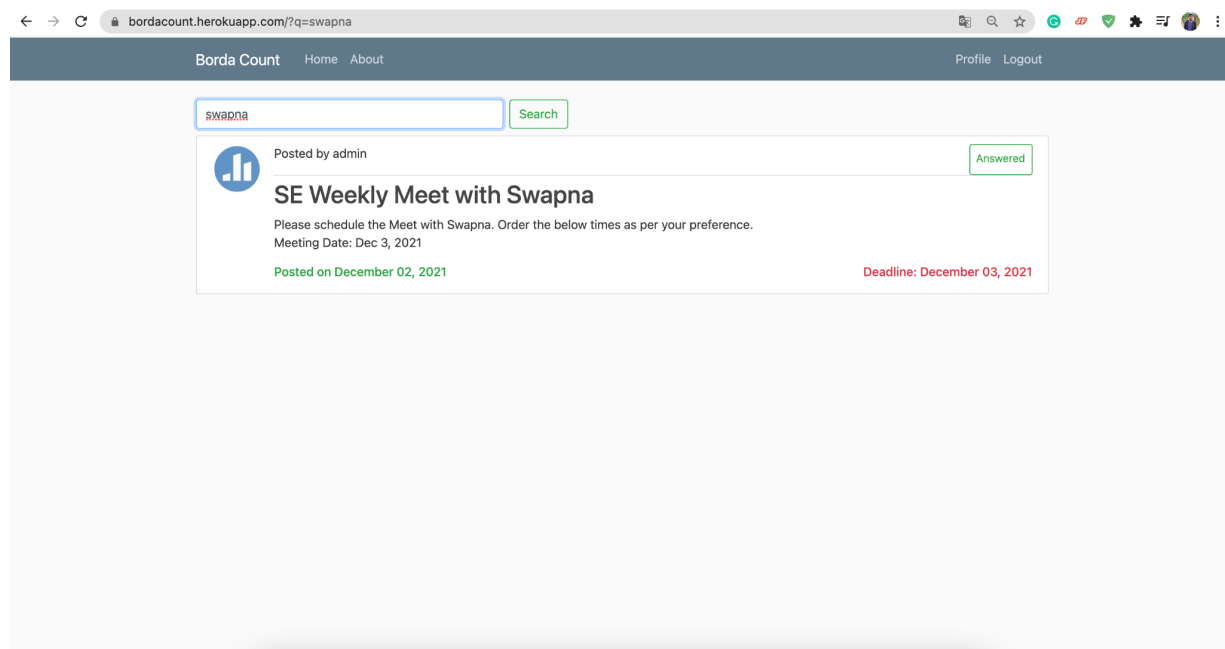 bordacount.herokuapp.com/?q=swapna
Borda Count Home About Profile Logout
swapna Search
Posted by admin Answered
SE Weekly Meet with Swapna
Please schedule the Meet with Swapna. Order the below times as per your preference.
Meeting Date: Dec 3, 2021
Posted on December 02, 2021 Deadline: December 03, 2021